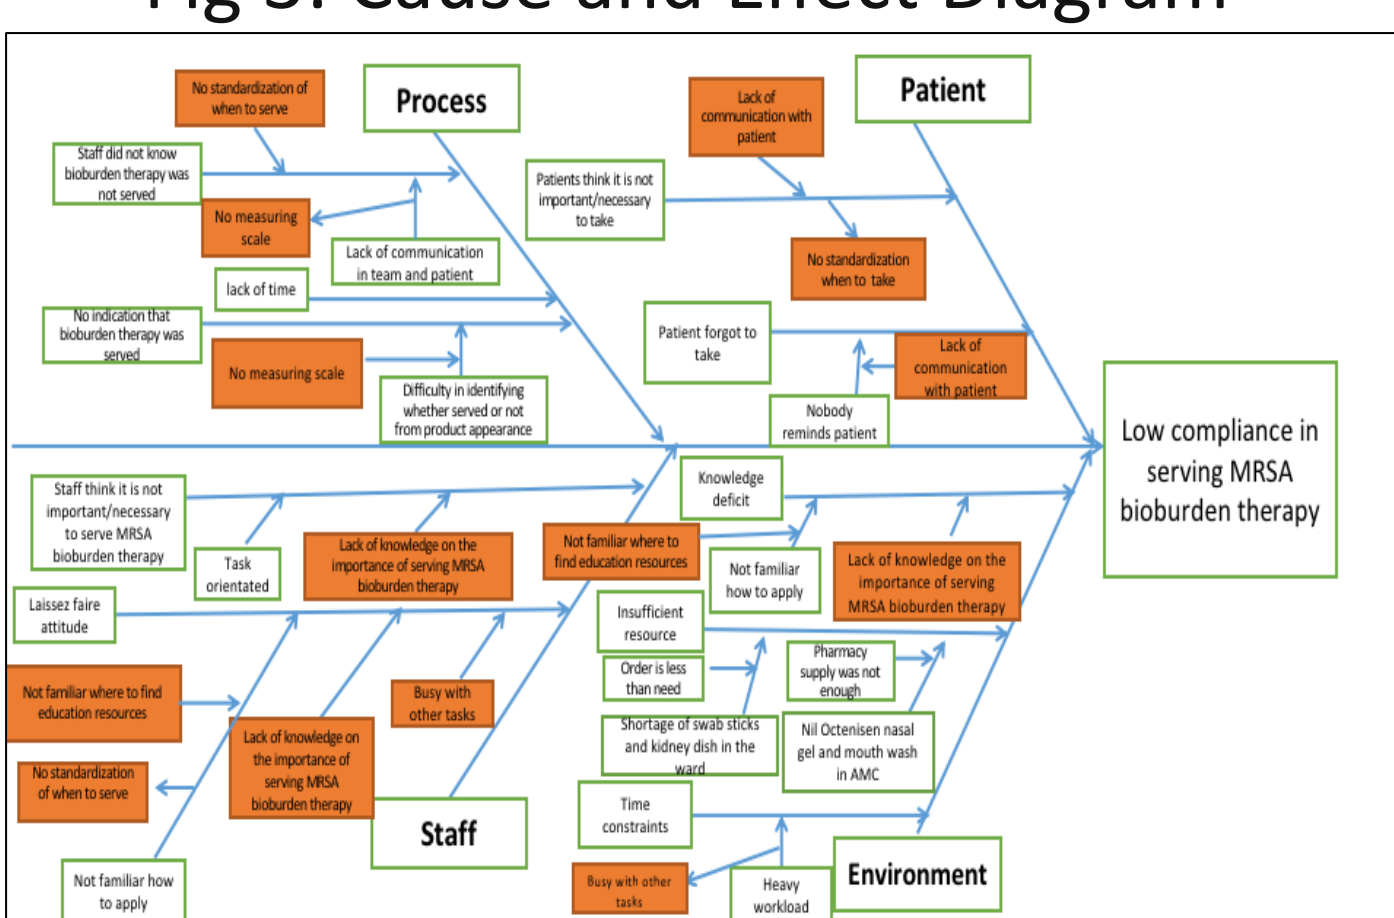 Fig 3. Cause and Effect Diagram
No standardization of
when to serve
Process
Lack of
communication with
patient
Patient
Staff did not know
bioburden therapy was
not served
Patients think it is not
important/necessary
to take
No measuring
scale
Lack of communication
in team and patient
No standardization
when to take
lack of time
No indication that
bioburden therapy was
served
Patient forgot to
take
Lack of
communication
with patient
No measuring scale
Difficulty in identifying
whether served or not
from product appearance
Nobody
reminds patient
Low compliance in
serving MRSA
bioburden therapy
Staff think it is not
important/necessary
to serve MRSA
bioburden therapy
Task
orientated
Lack of knowledge on the
importance of serving MRSA
bioburden therapy
Knowledge
deficit
Not familiar where to
find education resources
Not familiar
how to apply
Lack of knowledge on the
importance of serving
MRSA bioburden therapy
Laissez faire
attitude
Insufficient
resource
Order is less
than need
Pharmacy
supply was not
enough
Not familiar where to find
education resources
Busy with
other tasks
Lack of knowledge on
the importance of
serving MRSA
bioburden therapy
Shortage of swab sticks
and kidney dish in the
ward
Nil Octenisen nasal
gel and mouth wash
in AMC
No standardization
of when to serve
Time
constraints
Staff
Not familiar how
to apply
Busy with other
tasks
Heavy
workload
Environment